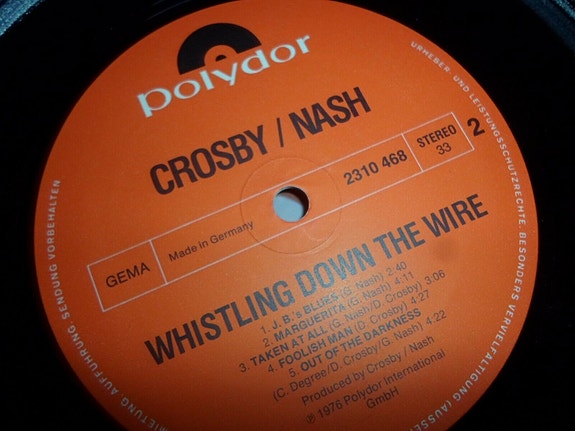 polydor
CROSBY / NASH
GEMA
Made in Germany
2310 468
STEREO
33
2
WHISTLING DOWN THE WIRE
1. J. B.'s BLUES (G. Nash) 2:40
2. MARGUERITA (G. Nash) 4:11
3. TAKEN AT ALL (G. Nash/D. Crosby) 3:06
4. FOOLISH MAN (D. Crosby) 4:27
5. OUT OF THE DARKNESS
(C. Degree/D. Crosby/G. Nash) 4:22
Produced by Crosby / Nash
℗ 1976 Polydor International
GmbH
URHEBER- UND LEISTUNGSSCHUTZRECHTE, BESONDERS VERVIELFÄLTIGUNG (AUSSE
AUFFÜHRUNG, SENDUNG VORBEHALTEN